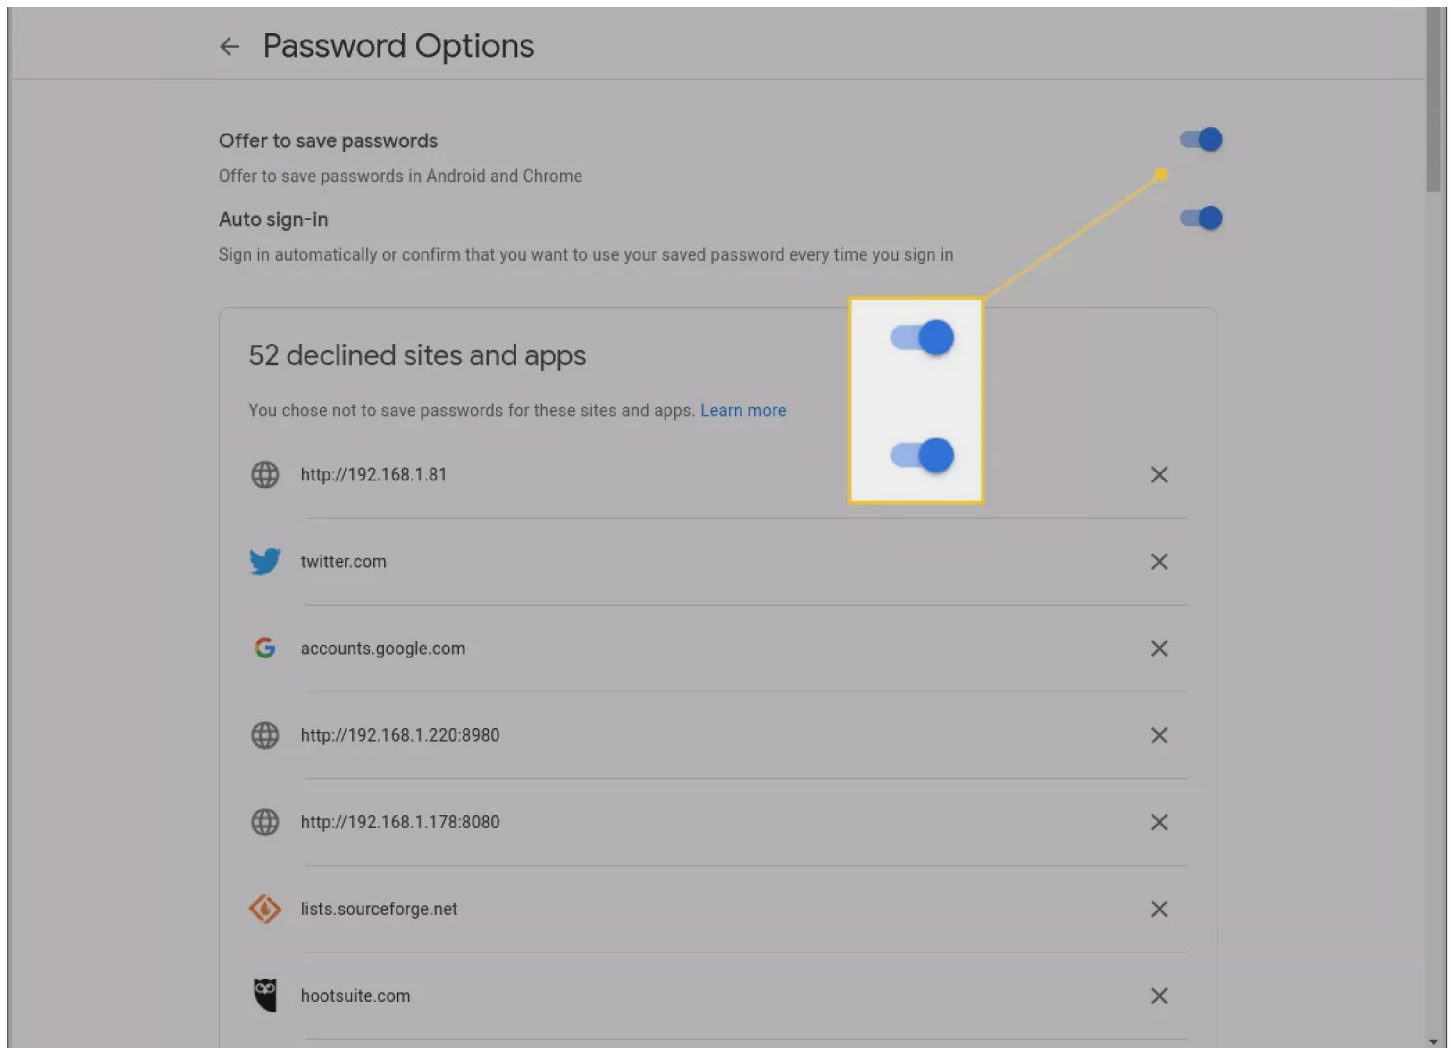 Password Options
Offer to save passwords
Offer to save passwords in Android and Chrome
Auto sign-in
Sign in automatically or confirm that you want to use your saved password every time you sign in
52 declined sites and apps
You chose not to save passwords for these sites and apps. Learn more
http://192.168.1.81
twitter.com
accounts.google.com
http://192.168.1.220:8980
http://192.168.1.178:8080
lists.sourceforge.net
hootsuite.com